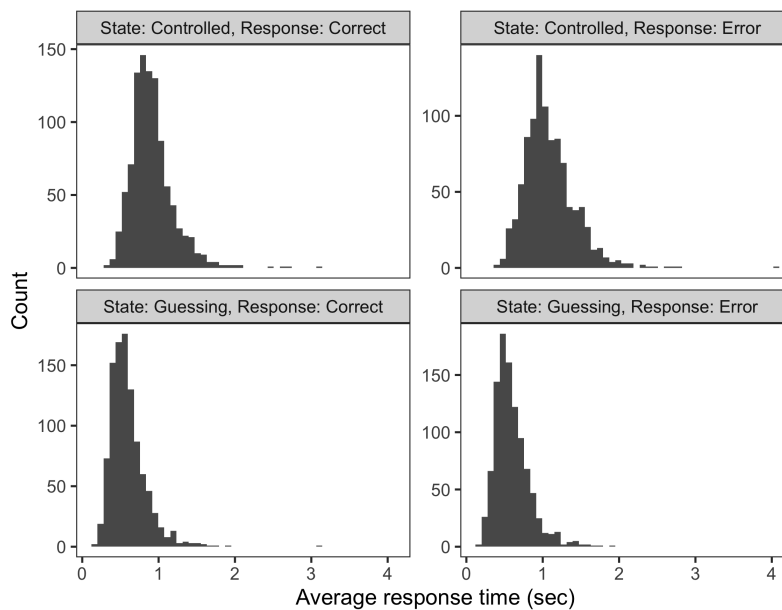 State: Controlled, Response: Correct
State: Controlled, Response: Error
150
100
50
0
100
50
0
Count
State: Guessing, Response: Correct
State: Guessing, Response: Error
150
100
50
0
150
100
50
0
0 1 2 3 4
0 1 2 3 4
Average response time (sec)